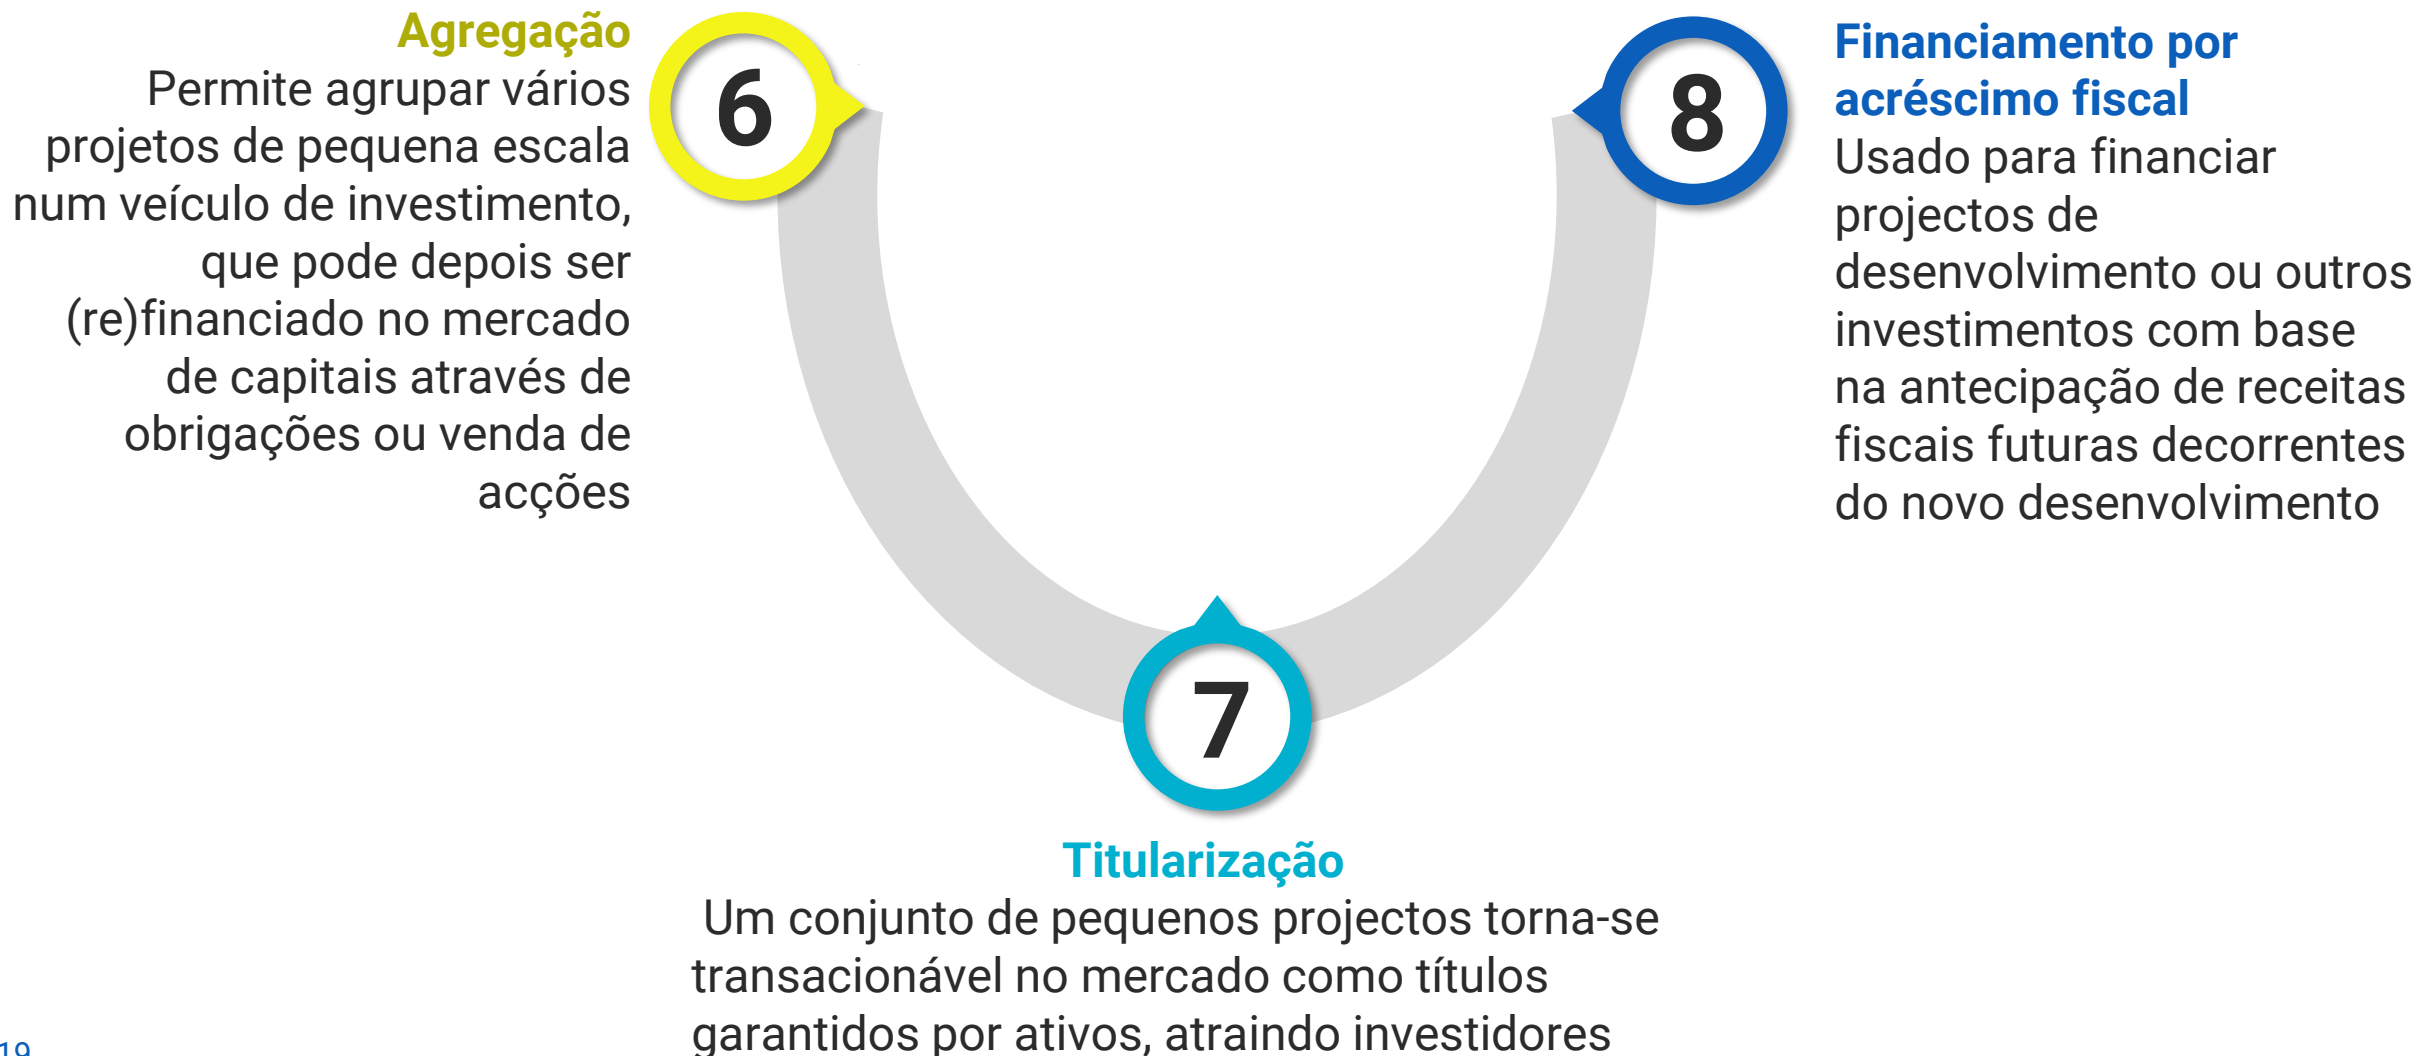 Agregação
Permite agrupar vários
projetos de pequena escala
num veículo de investimento,
que pode depois ser
(re)financiado no mercado
de capitais através de
obrigações ou venda de
acções
6
8
Financiamento por
acréscimo fiscal
Usado para financiar
projectos de
desenvolvimento ou outros
investimentos com base
na antecipação de receitas
fiscais futuras decorrentes
do novo desenvolvimento
7
Titularização
Um conjunto de pequenos projectos torna-se
transacionável no mercado como títulos
garantidos por ativos, atraindo investidores
19